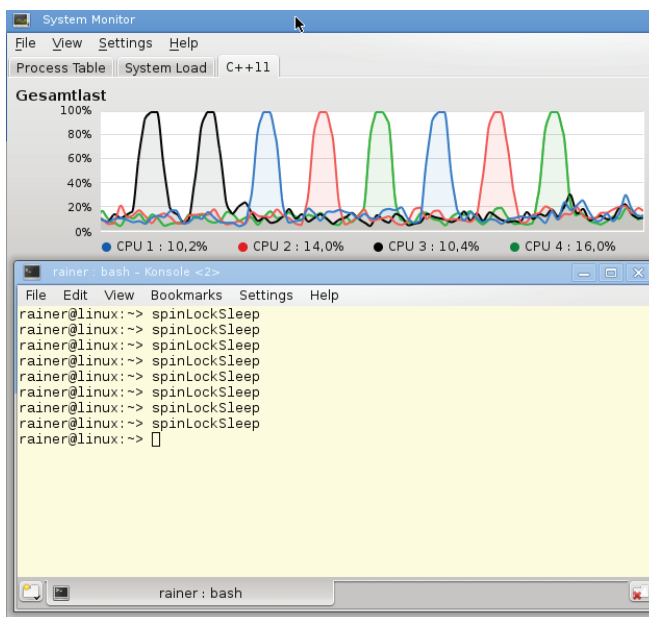 System Monitor
File View Settings Help
Process Table System Load C++11
Gesamtlast
100%
80%
60%
40%
20%
0%
CPU 1 : 10,2% CPU 2 : 14,0% CPU 3 : 10,4% CPU 4 : 16,0%
rainer : bash – Konsole <2>
File Edit View Bookmarks Settings Help
rainer@linux:~> spinLockSleep
rainer@linux:~> spinLockSleep
rainer@linux:~> spinLockSleep
rainer@linux:~> spinLockSleep
rainer@linux:~> spinLockSleep
rainer@linux:~> spinLockSleep
rainer@linux:~> spinLockSleep
rainer@linux:~> spinLockSleep
rainer@linux:~>
rainer : bash